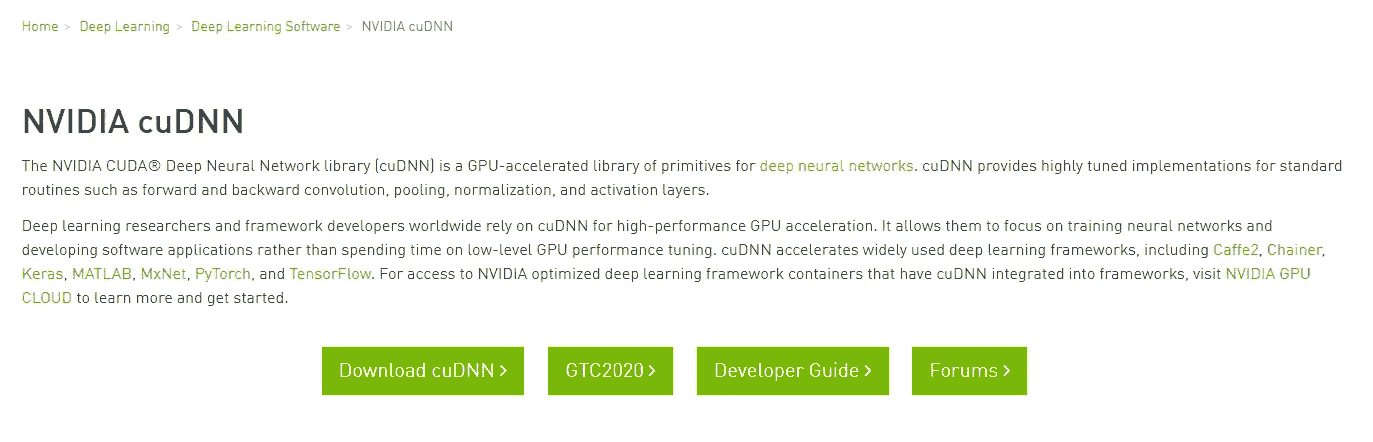 Home > Deep Learning > Deep Learning Software > NVIDIA cuDNN
NVIDIA cuDNN
The NVIDIA CUDA® Deep Neural Network library (cuDNN) is a GPU-accelerated library of primitives for deep neural networks. cuDNN provides highly tuned implementations for standard
routines such as forward and backward convolution, pooling, normalization, and activation layers.
Deep learning researchers and framework developers worldwide rely on cuDNN for high-performance GPU acceleration. It allows them to focus on training neural networks and
developing software applications rather than spending time on low-level GPU performance tuning. cuDNN accelerates widely used deep learning frameworks, including Caffe2, Chainer,
Keras, MATLAB, MxNet, PyTorch, and TensorFlow. For access to NVIDIA optimized deep learning framework containers that have cuDNN integrated into frameworks, visit NVIDIA GPU
CLOUD to learn more and get started.
Download cuDNN > GTC2020 > Developer Guide > Forums >